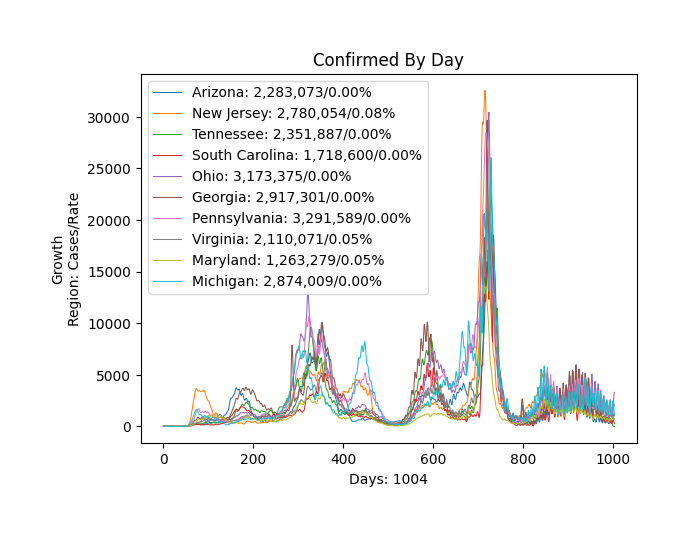 Confirmed By Day
Arizona: 2,283,073/0.00%
New Jersey: 2,780,054/0.08%
Tennessee: 2,351,887/0.00%
South Carolina: 1,718,600/0.00%
Ohio: 3,173,375/0.00%
Georgia: 2,917,301/0.00%
Pennsylvania: 3,291,589/0.00%
Virginia: 2,110,071/0.05%
Maryland: 1,263,279/0.05%
Michigan: 2,874,009/0.00%
Growth
Region: Cases/Rate
30000
25000
20000
15000
10000
5000
0
0 200 400 600 800 1000
Days: 1004